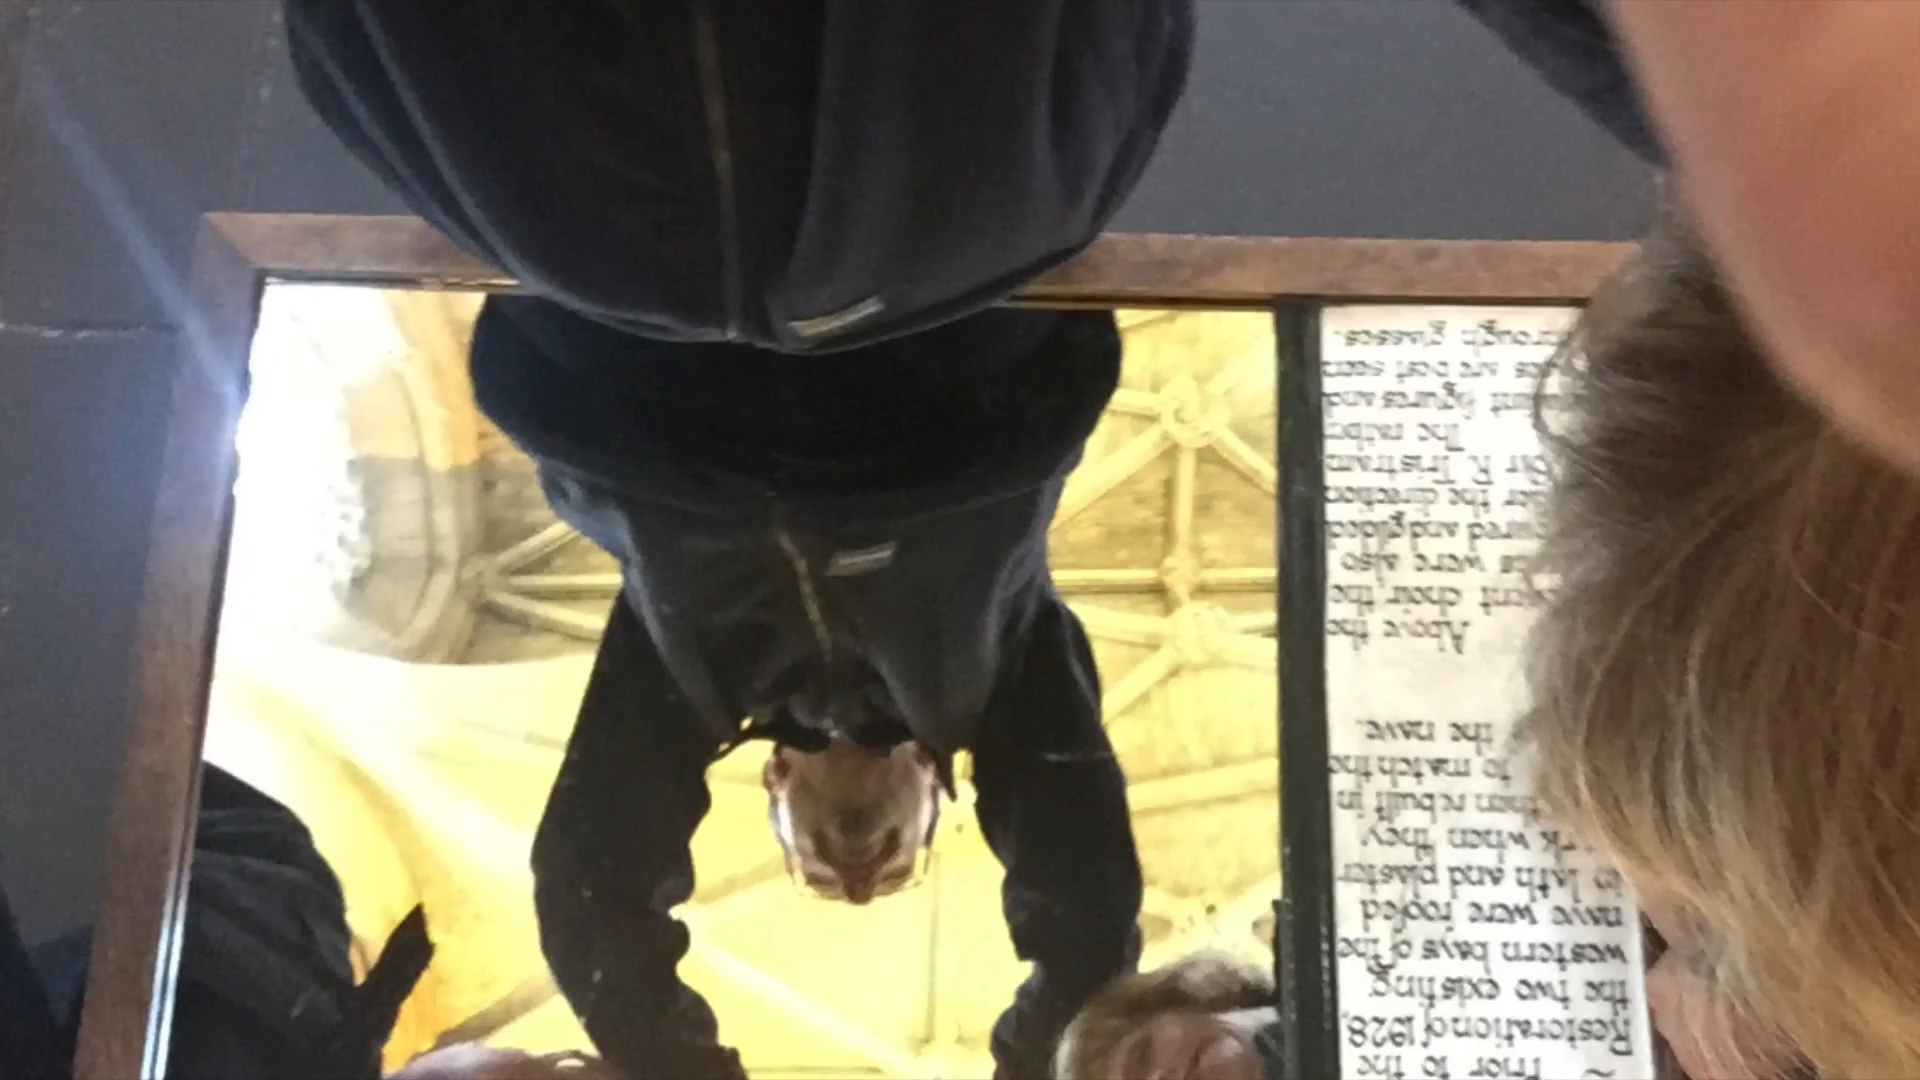 ~ Prior to the
Restoration of 1928,
the two existing
western bays of the
nave were roofed
in lath and plaster
when they,
then rebuilt in
to match the
the nave.
Above the
choir, the
were also
and gilded
the direction
R. Tristram
The rather
figures and
are best seen
through glasses.